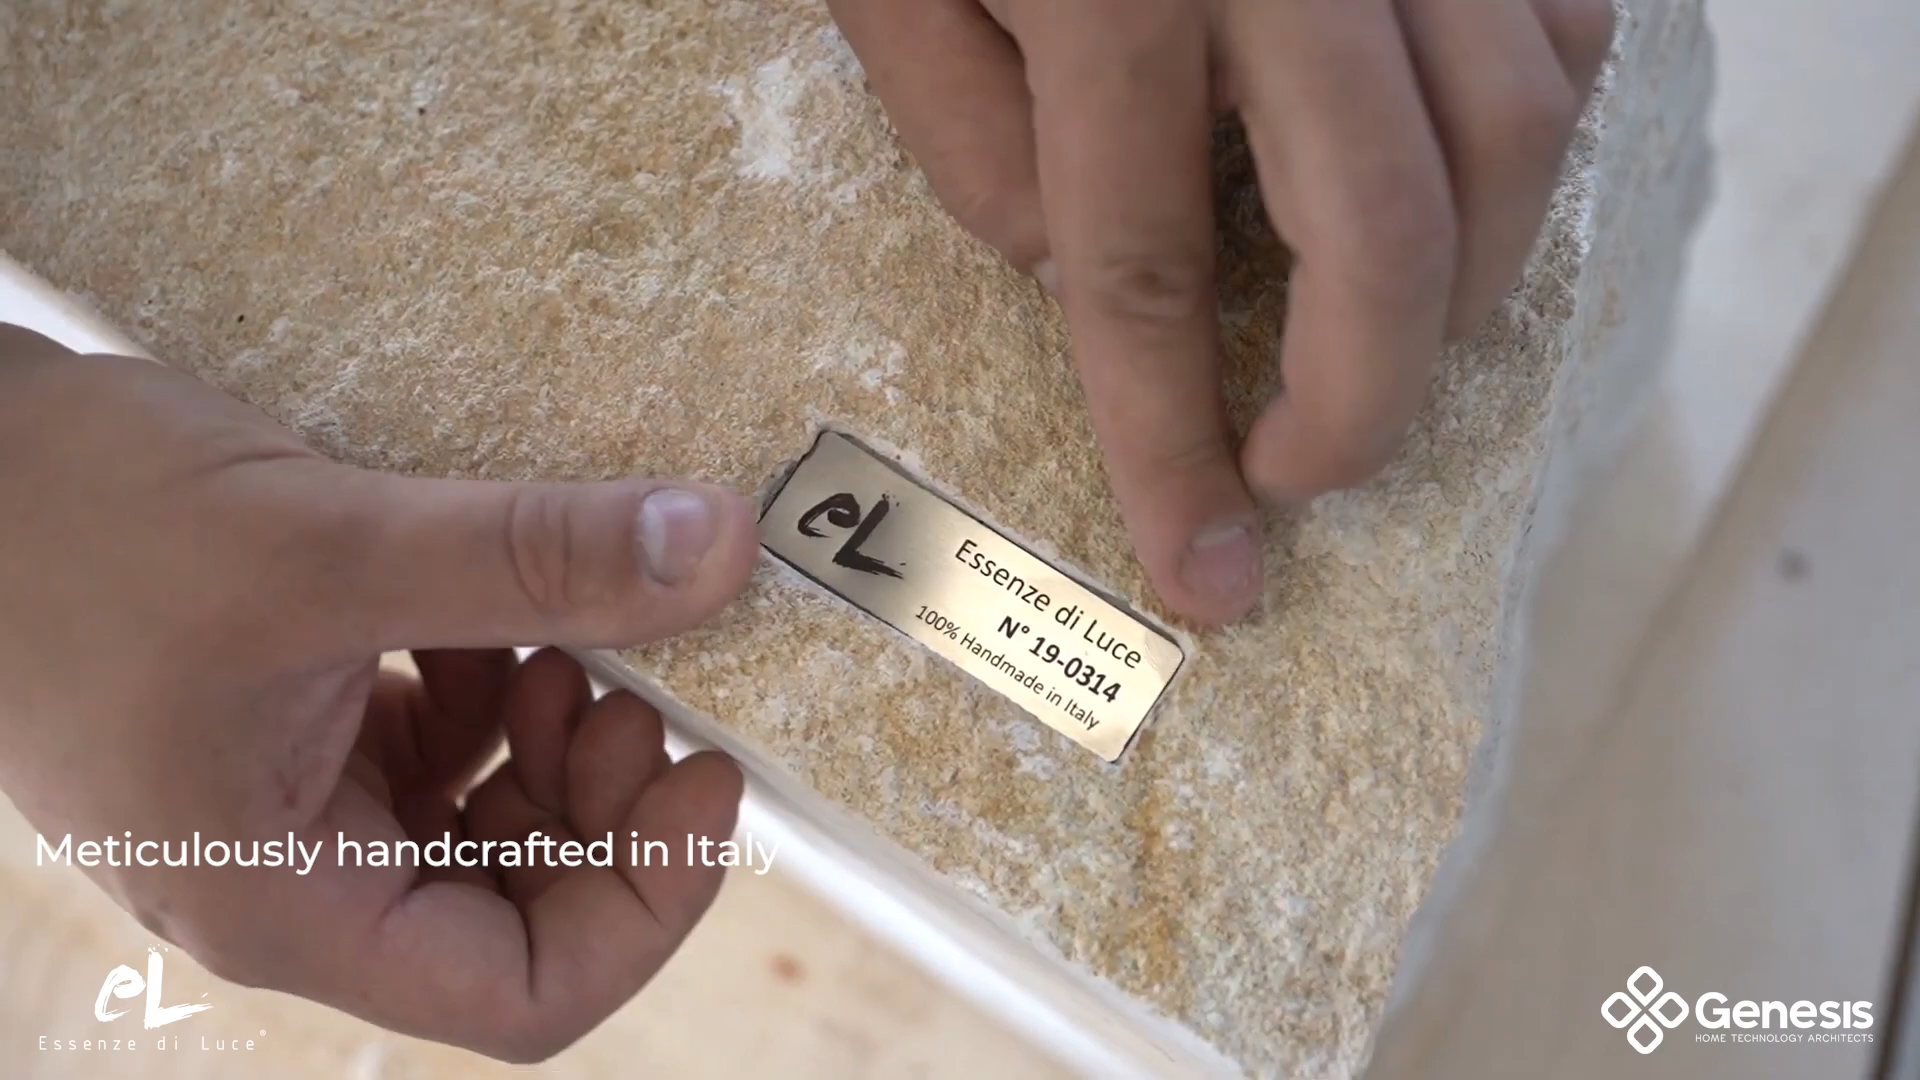 eL
Essenze di Luce
N° 19-0314
100% Handmade in Italy
Meticulously handcrafted in Italy
eL
Essenze di Luce®
Genesis
HOME TECHNOLOGY ARCHITECTS